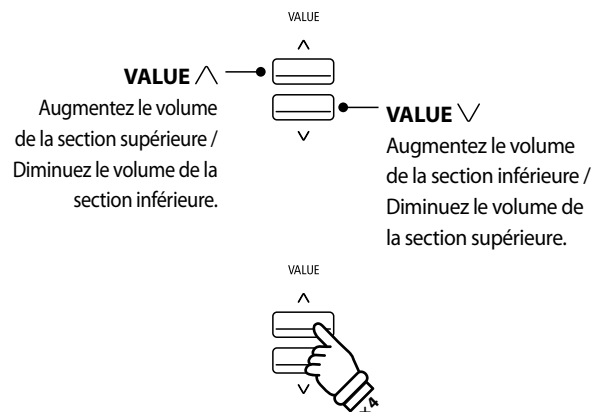 VALUE
VALUE ∧
Augmentez le volume
de la section supérieure /
Diminuez le volume de la
section inférieure.
VALUE ∨
Augmentez le volume
de la section inférieure /
Diminuez le volume de
la section supérieure.
VALUE
×4